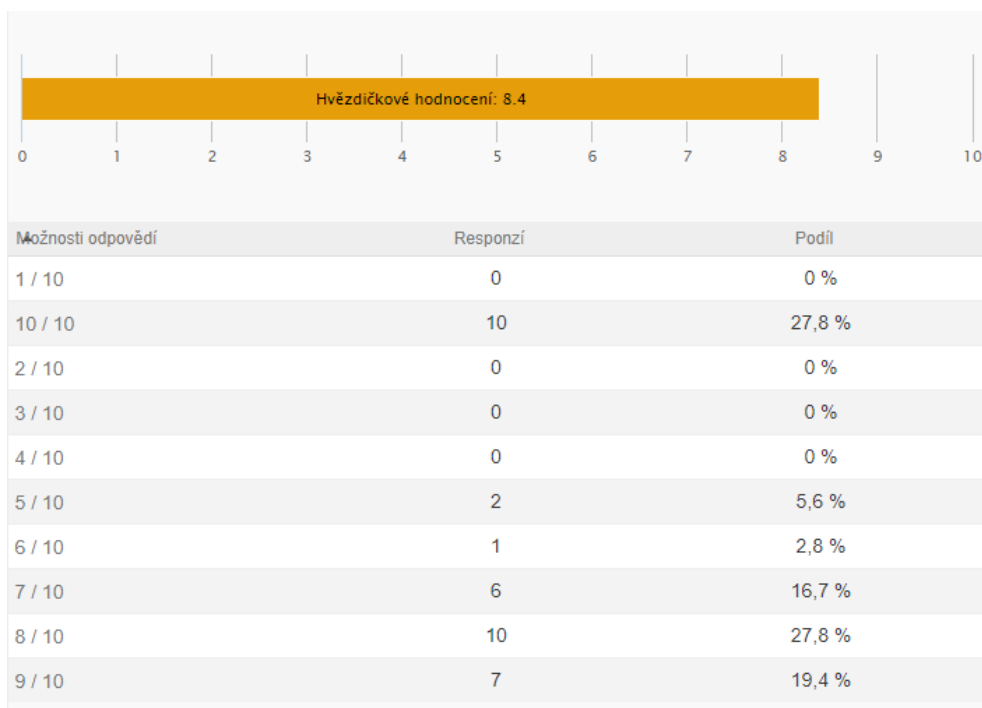 Hvězdičkové hodnocení: 8.4
0 1 2 3 4 5 6 7 8 9 10
Možnosti odpovědí Responzí Podíl
1 / 10 0 0 %
10 / 10 10 27,8 %
2 / 10 0 0 %
3 / 10 0 0 %
4 / 10 0 0 %
5 / 10 2 5,6 %
6 / 10 1 2,8 %
7 / 10 6 16,7 %
8 / 10 10 27,8 %
9 / 10 7 19,4 %